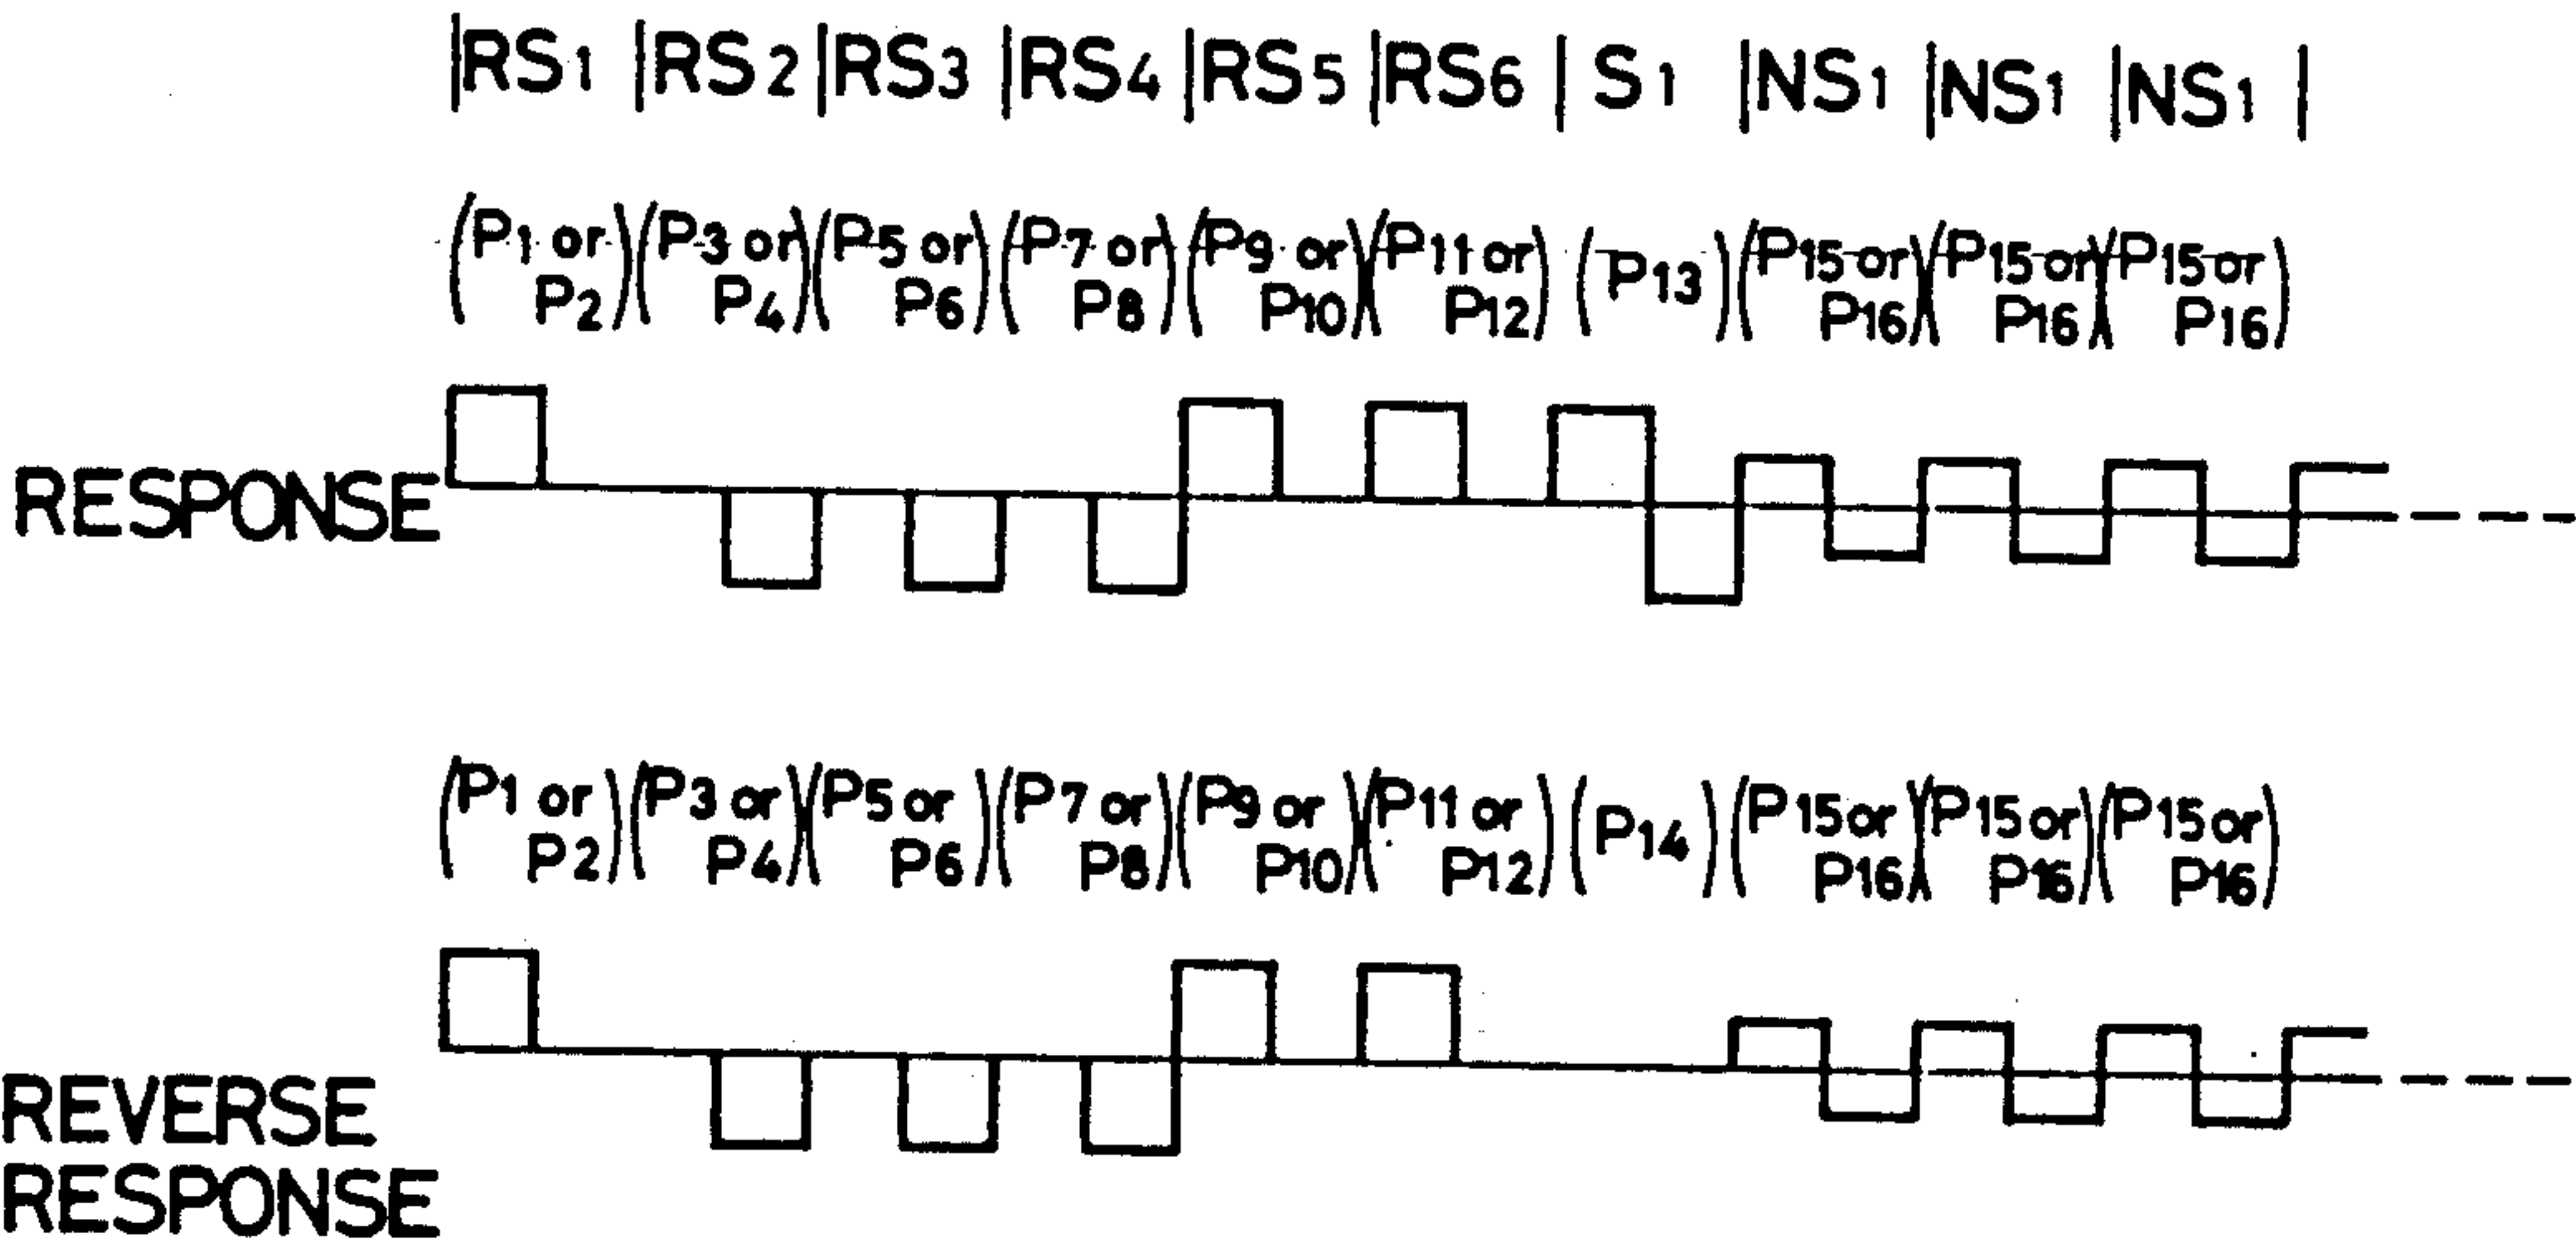 |RS1 |RS2 |RS3 |RS4 |RS5 |RS6 | S1 |NS1 |NS1 |NS1 |
(P1 or P2) (P3 or P4) (P5 or P6) (P7 or P8) (P9 or P10) (P11 or P12) (P13) (P15 or P16) (P15 or P16) (P15 or P16)
RESPONSE
(P1 or P2) (P3 or P4) (P5 or P6) (P7 or P8) (P9 or P10) (P11 or P12) (P14) (P15 or P16) (P15 or P16) (P15 or P16)
REVERSE
RESPONSE